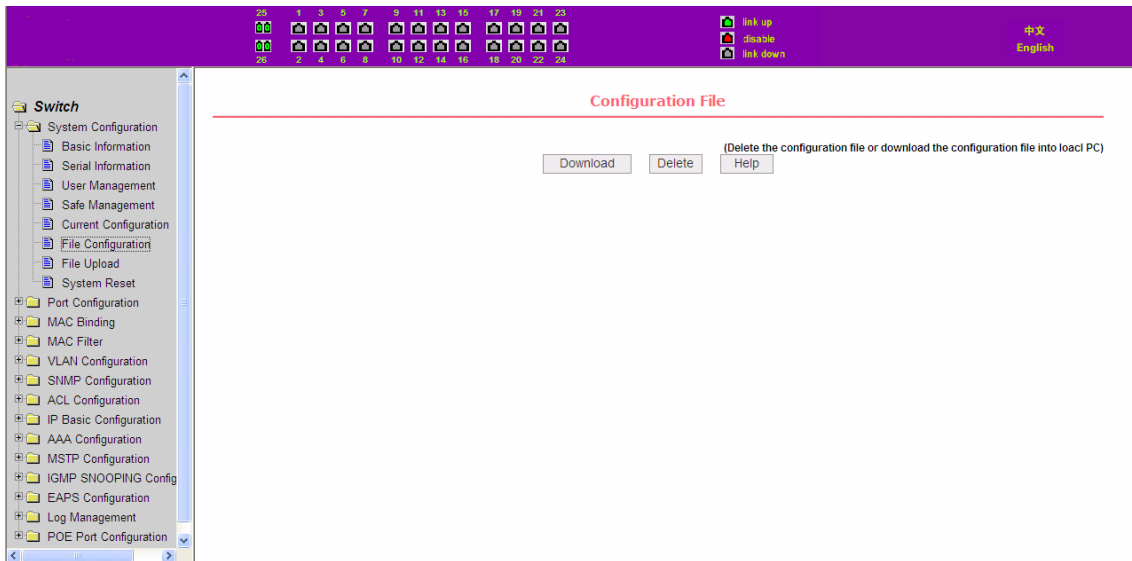 25 1 3 5 7 9 11 13 15 17 19 21 23
26 2 4 6 8 10 12 14 16 18 20 22 24
link up
disable
link down
中文
English
Switch
System Configuration
Basic Information
Serial Information
User Management
Safe Management
Current Configuration
File Configuration
File Upload
System Reset
Port Configuration
MAC Binding
MAC Filter
VLAN Configuration
SNMP Configuration
ACL Configuration
IP Basic Configuration
AAA Configuration
MSTP Configuration
IGMP SNOOPING Config
EAPS Configuration
Log Management
POE Port Configuration
Configuration File
(Delete the configuration file or download the configuration file into loacl PC)
Download Delete Help